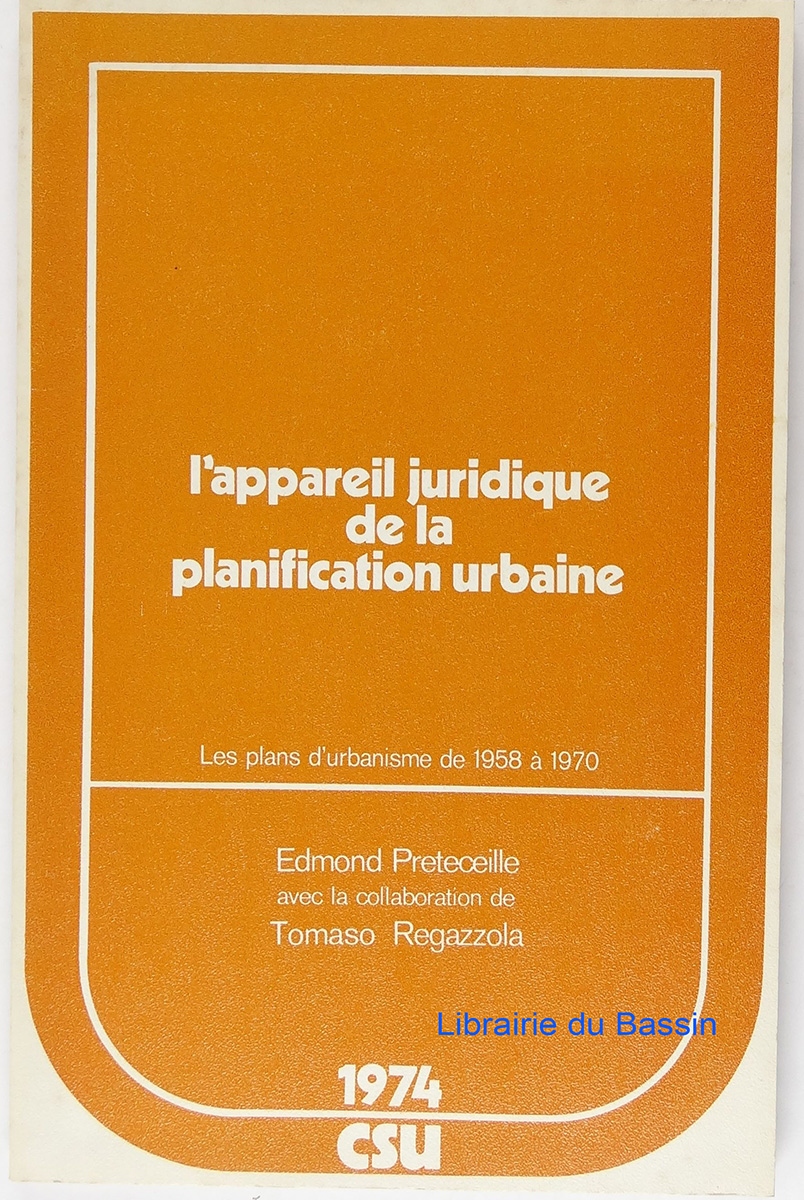 l'appareil juridique
de la
planification urbaine
Les plans d'urbanisme de 1958 à 1970
Edmond Preteceille
avec la collaboration de
Tomaso Regazzola
Librairie du Bassin
1974
csu